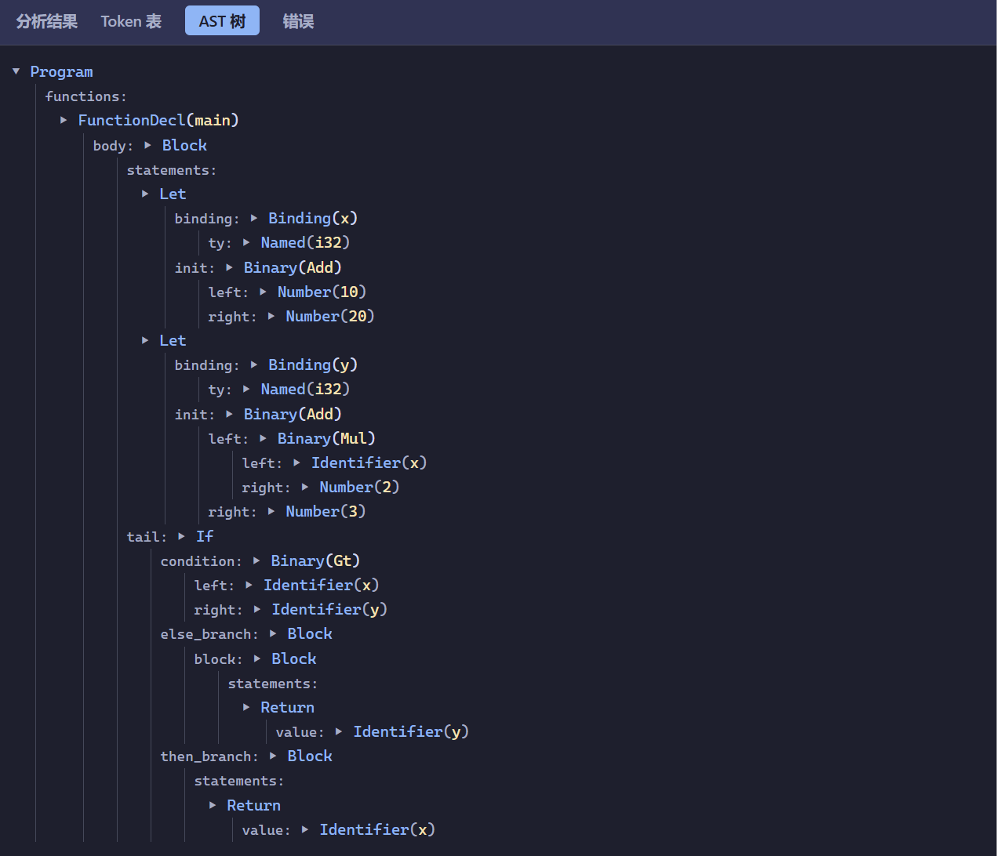 分析结果 Token 表 AST 树 错误
▼ Program
functions:
▶ FunctionDecl(main)
body: ▶ Block
statements:
▶ Let
binding: ▶ Binding(x)
ty: ▶ Named(i32)
init: ▶ Binary(Add)
left: ▶ Number(10)
right: ▶ Number(20)
▶ Let
binding: ▶ Binding(y)
ty: ▶ Named(i32)
init: ▶ Binary(Add)
left: ▶ Binary(Mul)
left: ▶ Identifier(x)
right: ▶ Number(2)
right: ▶ Number(3)
tail: ▶ If
condition: ▶ Binary(Gt)
left: ▶ Identifier(x)
right: ▶ Identifier(y)
else_branch: ▶ Block
block: ▶ Block
statements:
▶ Return
value: ▶ Identifier(y)
then_branch: ▶ Block
statements:
▶ Return
value: ▶ Identifier(x)